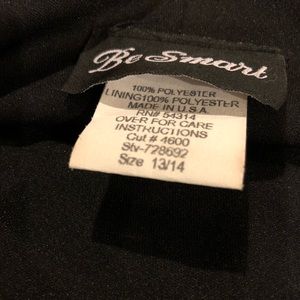 Be Smart
100% POLYESTER
LINING100% POLYESTER
MADE IN U.S.A.
RN# 54314
OVER FOR CARE
INSTRUCTIONS
Cut # 4600
Sty-728692
Size 13/14